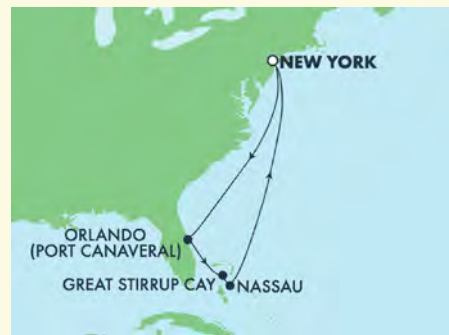 NEW YORK
ORLANDO
(PORT CANAVERAL)
GREAT STIRRUP CAY
NASSAU